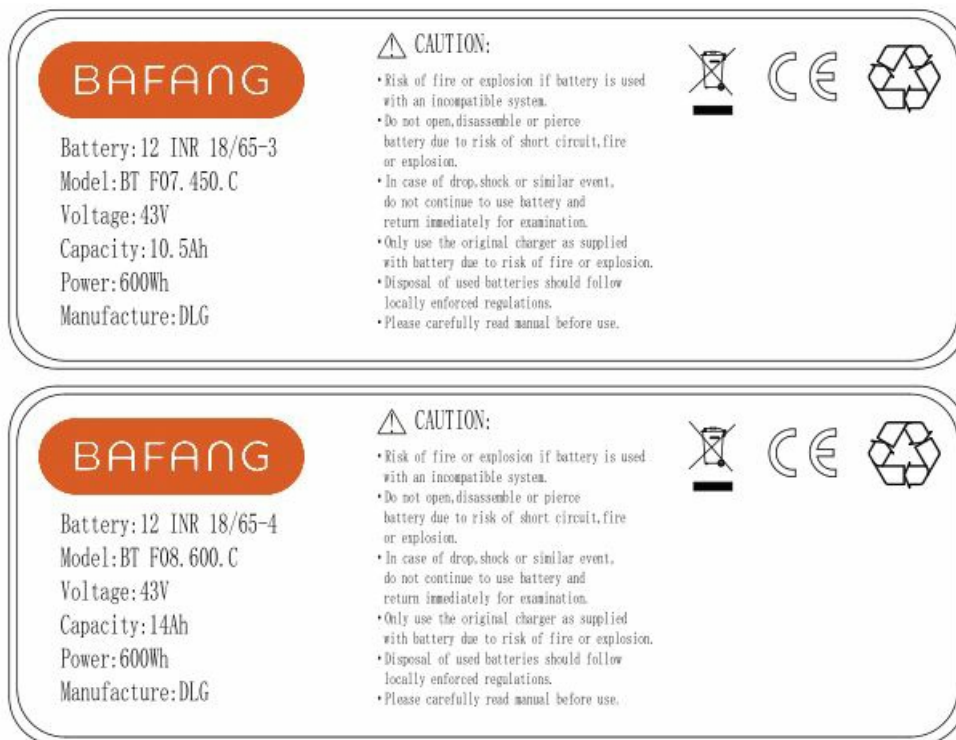 BAFANG
Battery:12 INR 18/65-3
Model:BT F07.450.C
Voltage:43V
Capacity:10.5Ah
Power:600Wh
Manufacture:DLG
CAUTION:
•Risk of fire or explosion if battery is used
with an incompatible system.
•Do not open,disassemble or pierce
battery due to risk of short circuit,fire
or explosion.
•In case of drop,shock or similar event,
do not continue to use battery and
return immediately for examination.
•Only use the original charger as supplied
with battery due to risk of fire or explosion.
•Disposal of used batteries should follow
locally enforced regulations.
•Please carefully read manual before use.
CE
BAFANG
Battery:12 INR 18/65-4
Model:BT F08.600.C
Voltage:43V
Capacity:14Ah
Power:600Wh
Manufacture:DLG
CAUTION:
•Risk of fire or explosion if battery is used
with an incompatible system.
•Do not open,disassemble or pierce
battery due to risk of short circuit,fire
or explosion.
•In case of drop,shock or similar event,
do not continue to use battery and
return immediately for examination.
•Only use the original charger as supplied
with battery due to risk of fire or explosion.
•Disposal of used batteries should follow
locally enforced regulations.
•Please carefully read manual before use.
CE